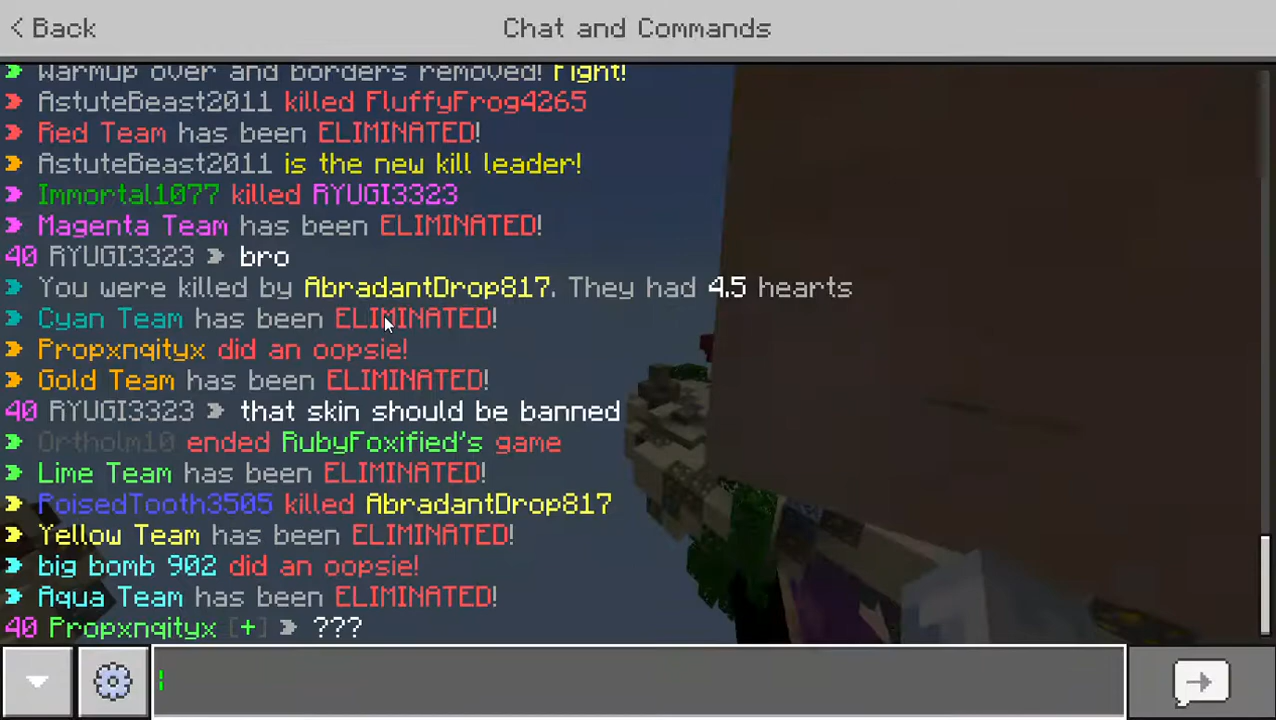 Back
Chat and Commands
Warmup over and borders removed! Fight!
AstuteBeast2011 killed FluffyFrog4265
Red Team has been ELIMINATED!
AstuteBeast2011 is the new kill leader!
Immortal1077 killed RYUGI3323
Magenta Team has been ELIMINATED!
40 RYUGI3323 » bro
You were killed by AbradantDrop817. They had 4.5 hearts
Cyan Team has been ELIMINATED!
Propxnqityx did an oopsie!
Gold Team has been ELIMINATED!
40 RYUGI3323 » that skin should be banned
Ortholm10 ended RubyFoxified's game
Lime Team has been ELIMINATED!
PoisedTooth3505 killed AbradantDrop817
Yellow Team has been ELIMINATED!
big bomb 902 did an oopsie!
Aqua Team has been ELIMINATED!
40 Propxnqityx [+] » ???